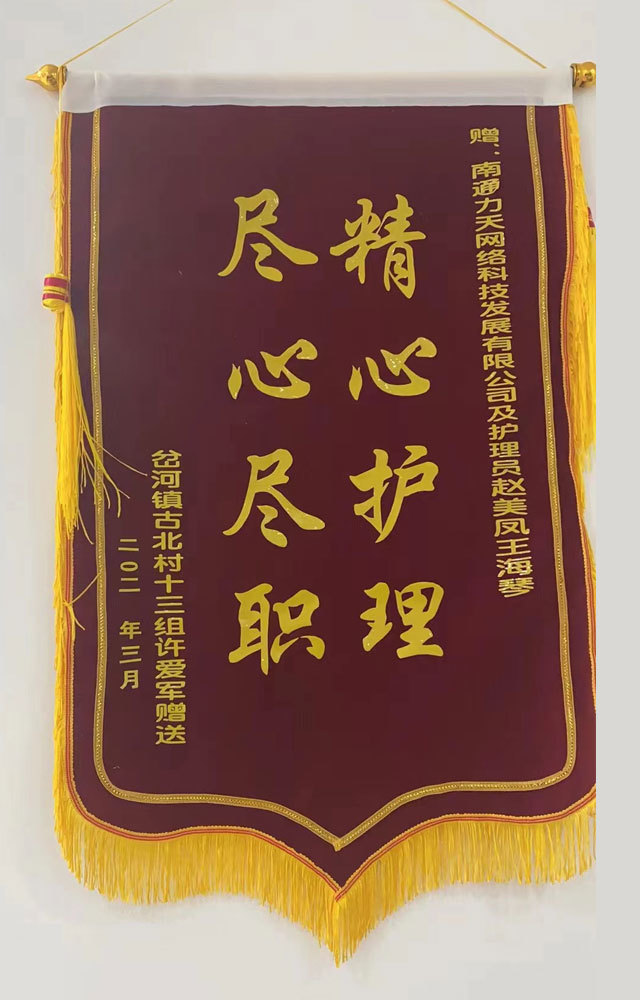 赠：南通力天网络科技发展有限公司及护理员赵美凤王海琴
精心护理
尽心尽职
岔河镇古北村十三组许爱军赠送
二〇二一年三月